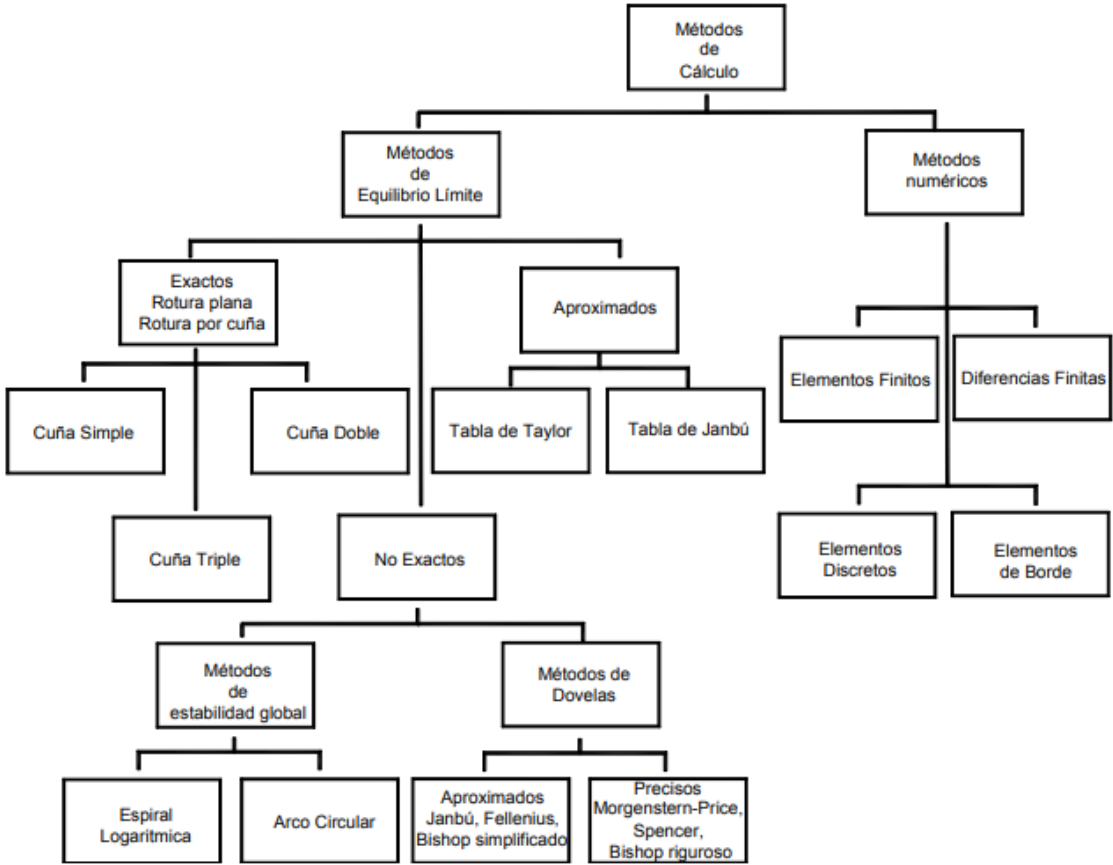 Métodos
de
Cálculo
Métodos
de
Equilibrio Límite
Métodos
numéricos
Exactos
Rotura plana
Rotura por cuña
Aproximados
Elementos Finitos
Diferencias Finitas
Cuña Simple
Cuña Doble
Tabla de Taylor
Tabla de Janbú
Cuña Triple
No Exactos
Elementos
Discretos
Elementos
de Borde
Métodos
de
estabilidad global
Métodos de
Dovelas
Espiral
Logaritmica
Arco Circular
Aproximados
Janbú, Fellenius,
Bishop simplificado
Precisos
Morgenstern-Price,
Spencer,
Bishop riguroso